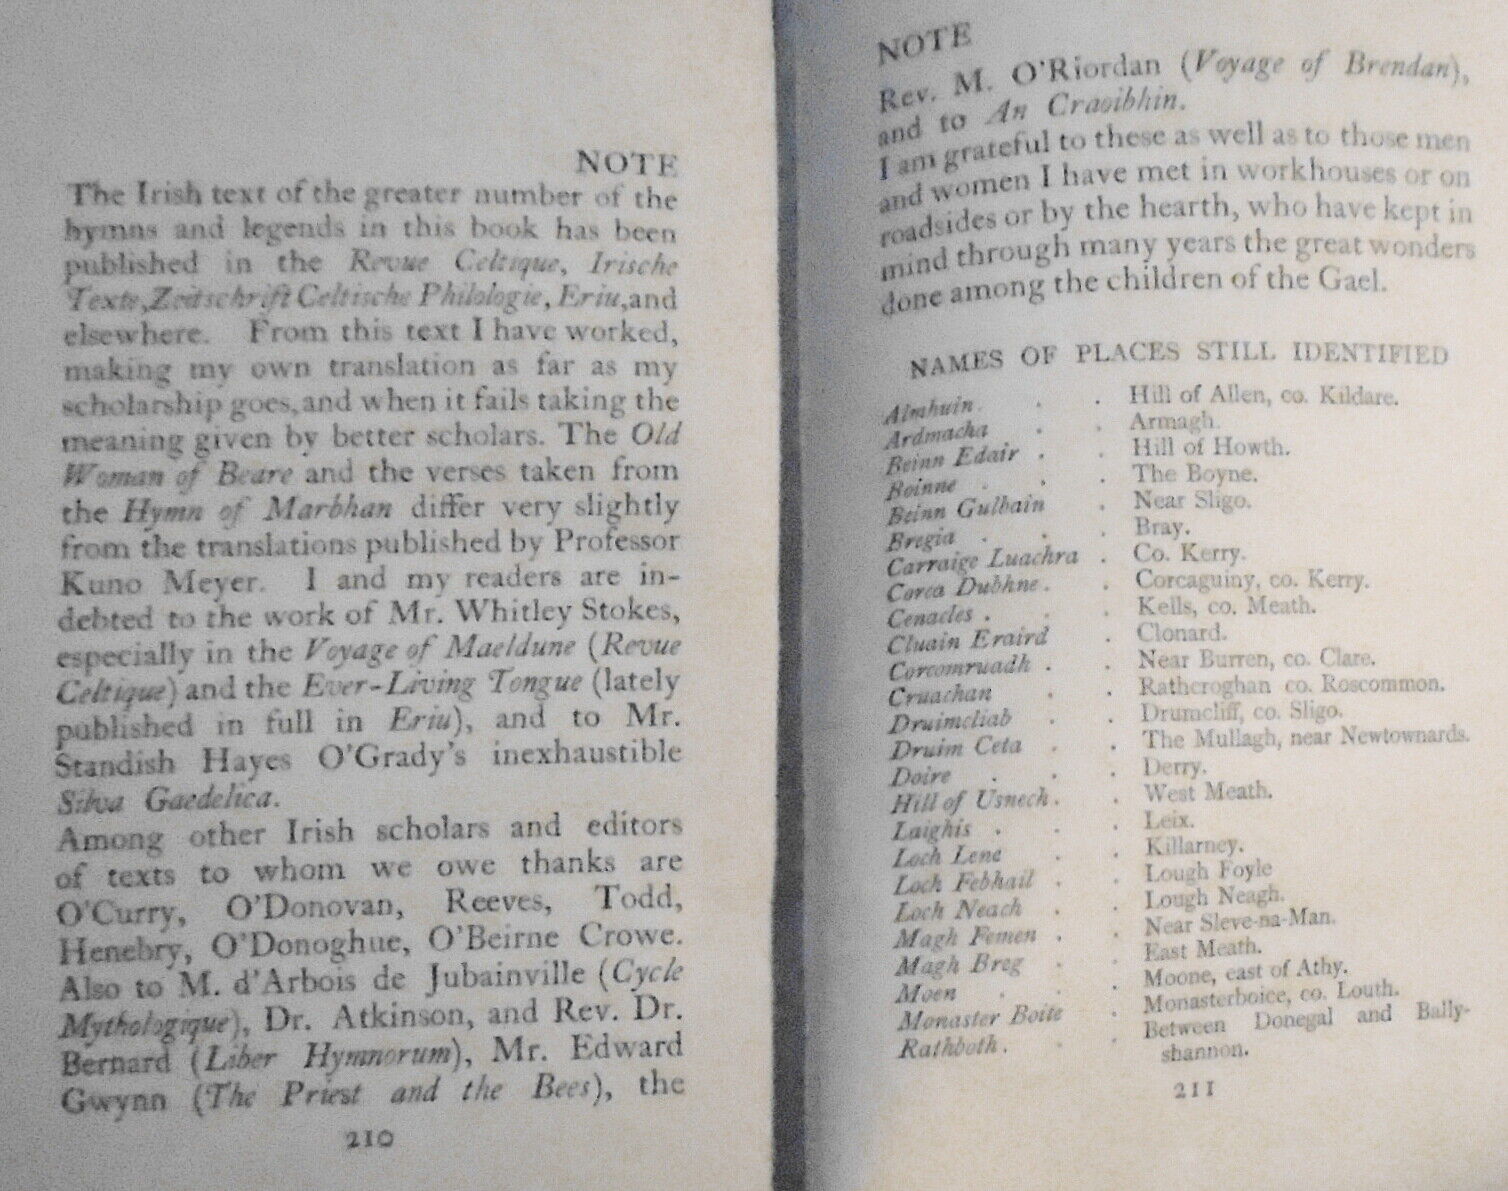 NOTE
The Irish text of the greater number of the
hymns and legends in this book has been
published in the Revue Celtique, Irische
Texte, Zeitschrift Celtische Philologie, Eriu, and
elsewhere. From this text I have worked,
making my own translation as far as my
scholarship goes, and when it fails taking the
meaning given by better scholars. The Old
Woman of Beare and the verses taken from
the Hymn of Marbhan differ very slightly
from the translations published by Professor
Kuno Meyer. I and my readers are in-
debted to the work of Mr. Whitley Stokes,
especially in the Voyage of Maeldune (Revue
Celtique) and the Ever-Living Tongue (lately
published in full in Eriu), and to Mr.
Standish Hayes O'Grady's inexhaustible
Silva Gaedelica.
Among other Irish scholars and editors
of texts to whom we owe thanks are
O'Curry, O'Donovan, Reeves, Todd,
Henebry, O'Donoghue, O'Beirne Crowe.
Also to M. d'Arbois de Jubainville (Cycle
Mythologique), Dr. Atkinson, and Rev. Dr.
Bernard (Liber Hymnorum), Mr. Edward
Gwynn (The Priest and the Bees), the
210
NOTE
Rev. M. O'Riordan (Voyage of Brendan),
and to An Craoibhin.
I am grateful to these as well as to those men
and women I have met in workhouses or on
roadsides or by the hearth, who have kept in
mind through many years the great wonders
done among the children of the Gael.
NAMES OF PLACES STILL IDENTIFIED
Almhuin . . . Hill of Allen, co. Kildare.
Ardmacha . . Armagh.
Beinn Edair . . Hill of Howth.
Boinne . . . The Boyne.
Beinn Gulbain . Near Sligo.
Bregia . . . Bray.
Carraige Luachra . Co. Kerry.
Corca Dubhne . . Corcaguiny, co. Kerry.
Cenacles . . . Kells, co. Meath.
Cluain Eraird . Clonard.
Corcomruadh . . Near Burren, co. Clare.
Cruachan . . Rathcroghan co. Roscommon.
Druimcliab . . Drumcliff, co. Sligo.
Druim Ceta . . The Mullagh, near Newtownards.
Doire . . . Derry.
Hill of Usnech . . West Meath.
Laighis . . . Leix.
Loch Lene . . Killarney.
Loch Febhail . . Lough Foyle
Loch Neach . . Lough Neagh.
Magh Femen . . Near Sleve-na-Man.
Magh Breg . . East Meath.
Moen . . . Moone, east of Athy.
Monaster Boite . Monasterboice, co. Louth.
Rathboth . . . Between Donegal and Bally-
shannon.
211